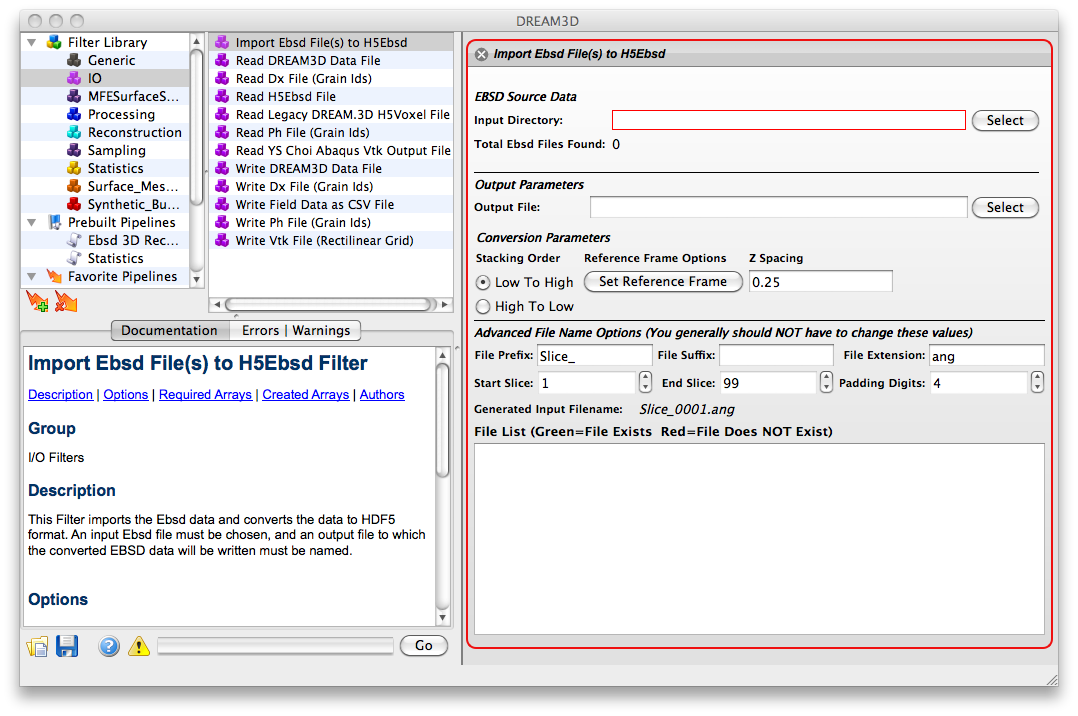 DREAM3D
Filter Library
Generic
IO
MFESurfaceS...
Processing
Reconstruction
Sampling
Statistics
Surface_Mes...
Synthetic_Bu...
Prebuilt Pipelines
Ebsd 3D Rec...
Statistics
Favorite Pipelines
Import Ebsd File(s) to H5Ebsd
Read DREAM3D Data File
Read Dx File (Grain Ids)
Read H5Ebsd File
Read Legacy DREAM.3D H5Voxel File
Read Ph File (Grain Ids)
Read YS Choi Abaqus Vtk Output File
Write DREAM3D Data File
Write Dx File (Grain Ids)
Write Field Data as CSV File
Write Ph File (Grain Ids)
Write Vtk File (Rectilinear Grid)
Documentation Errors | Warnings
Import Ebsd File(s) to H5Ebsd Filter
Description | Options | Required Arrays | Created Arrays | Authors
Group
I/O Filters
Description
This Filter imports the Ebsd data and converts the data to HDF5
format. An input Ebsd file must be chosen, and an output file to which
the converted EBSD data will be written must be named.
Options
Go
Import Ebsd File(s) to H5Ebsd
EBSD Source Data
Input Directory: Select
Total Ebsd Files Found: 0
Output Parameters
Output File: Select
Conversion Parameters
Stacking Order Reference Frame Options Z Spacing
Low To High Set Reference Frame 0.25
High To Low
Advanced File Name Options (You generally should NOT have to change these values)
File Prefix: Slice_ File Suffix: File Extension: ang
Start Slice: 1 End Slice: 99 Padding Digits: 4
Generated Input Filename: Slice_0001.ang
File List (Green=File Exists Red=File Does NOT Exist)